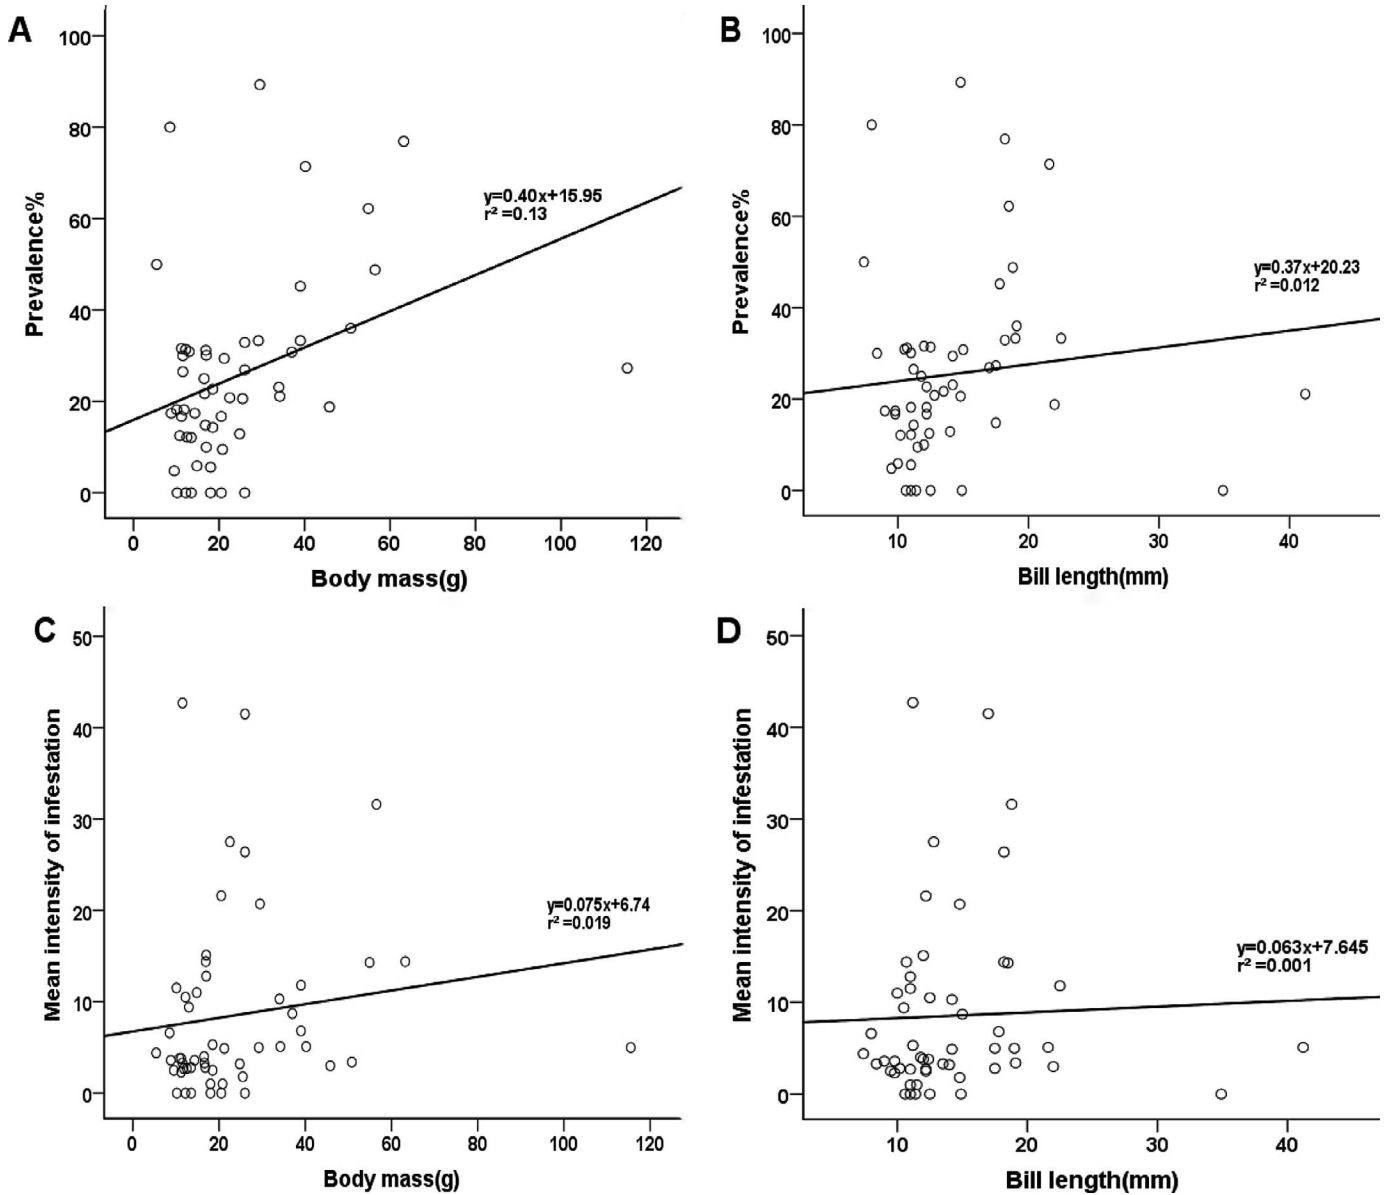 A
100
80
60
40
20
0
Prevalence%
y=0.40x+15.95
r² =0.13
0 20 40 60 80 100 120
Body mass(g)
B
100
80
60
40
20
0
Prevalence%
y=0.37x+20.23
r² =0.012
10 20 30 40
Bill length(mm)
C
50
40
30
20
10
0
Mean intensity of infestation
y=0.075x+6.74
r² =0.019
0 20 40 60 80 100 120
Body mass(g)
D
50
40
30
20
10
0
Mean intensity of infestation
y=0.063x+7.645
r² =0.001
10 20 30 40
Bill length(mm)